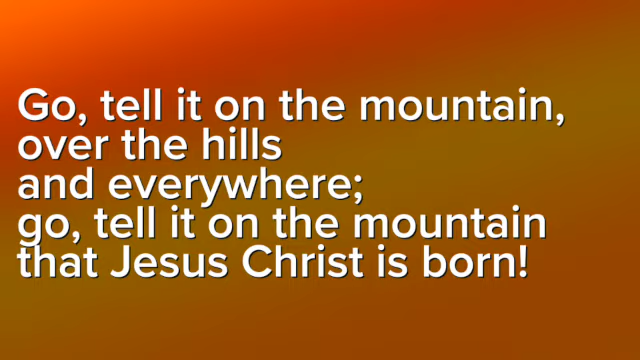 Go, tell it on the mountain,
over the hills
and everywhere;
go, tell it on the mountain
that Jesus Christ is born!